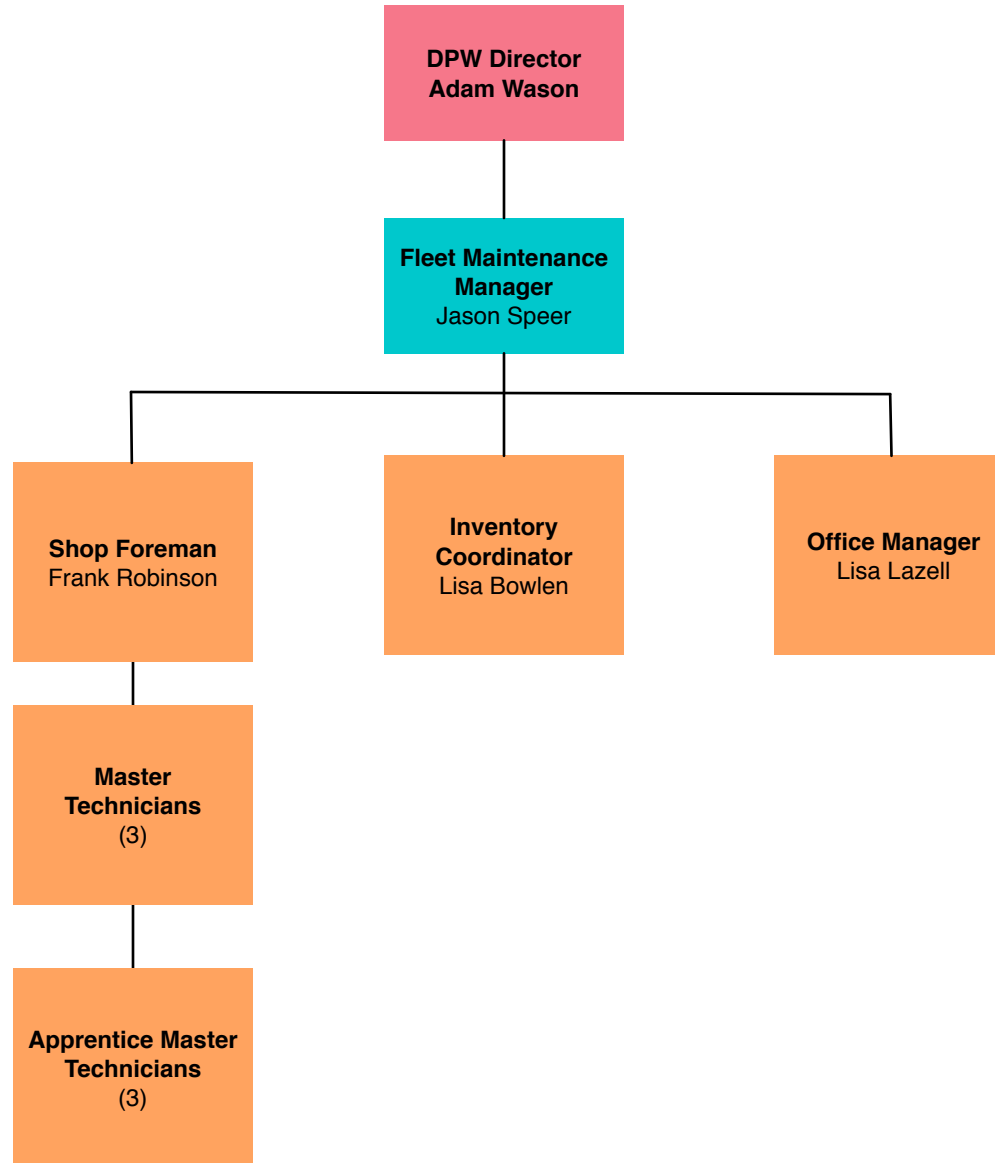 DPW Director
Adam Wason
Fleet Maintenance
Manager
Jason Speer
Shop Foreman
Frank Robinson
Inventory
Coordinator
Lisa Bowlen
Office Manager
Lisa Lazell
Master
Technicians
(3)
Apprentice Master
Technicians
(3)